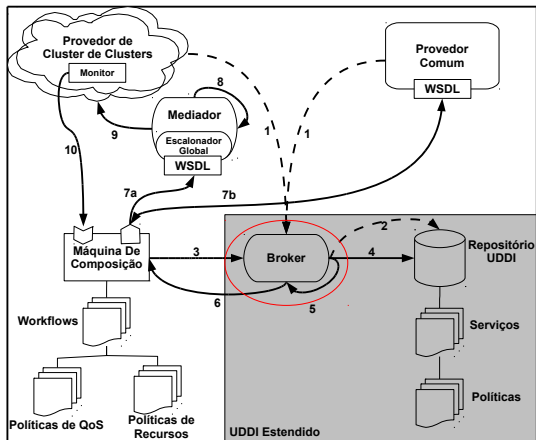 Provedor de
Cluster de Clusters
Monitor
Provedor
Comum
WSDL
8
Mediador
Escalonador
Global
WSDL
9
10
1
1
7a
7b
Máquina De
Composição
3
Broker
2
4
Repositório
UDDI
6
5
Workflows
Serviços
Políticas de QoS
Políticas de
Recursos
Políticas
UDDI Estendido